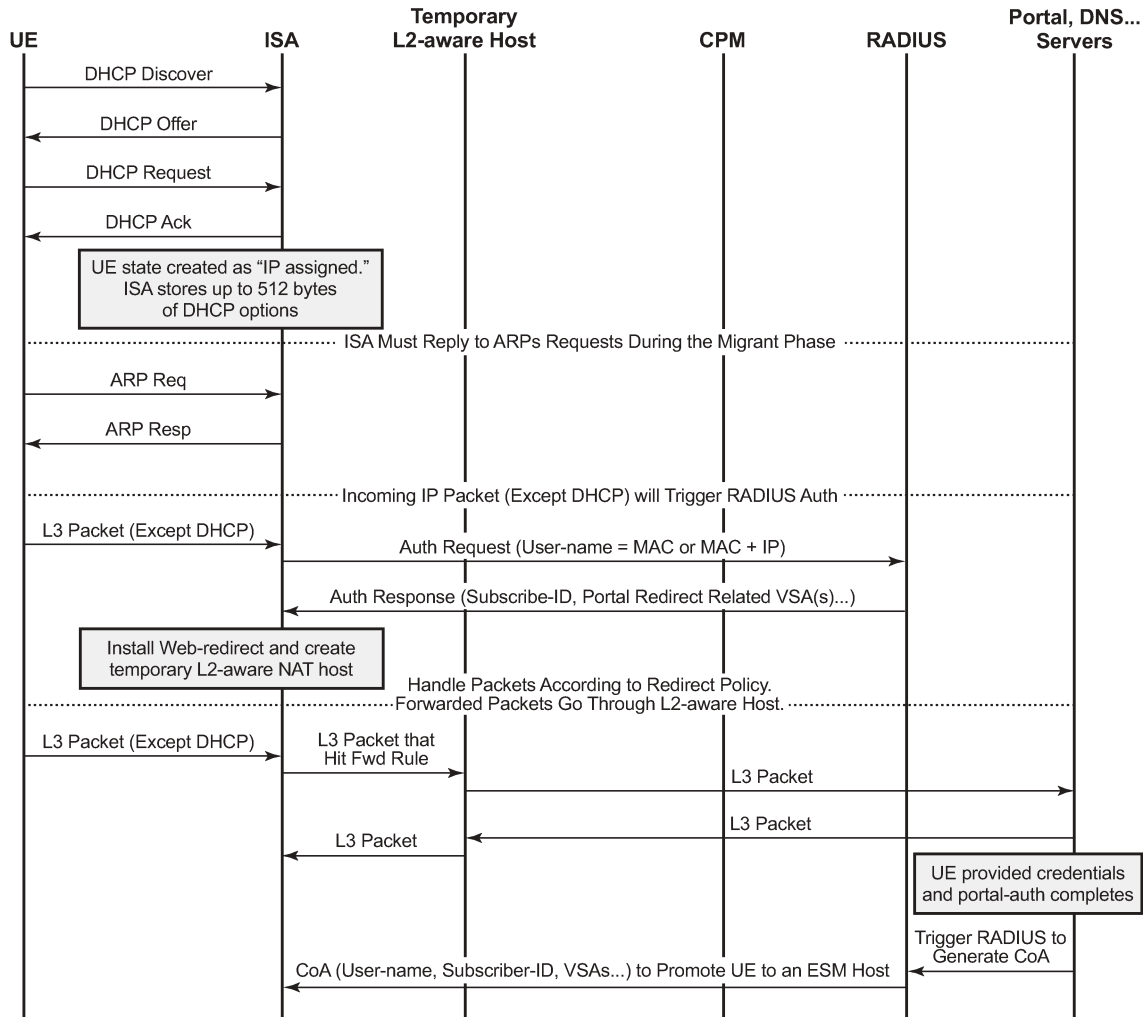 UE
ISA
Temporary
L2-aware Host
CPM
RADIUS
Portal, DNS...
Servers
DHCP Discover
DHCP Offer
DHCP Request
DHCP Ack
UE state created as “IP assigned.”
ISA stores up to 512 bytes
of DHCP options
ISA Must Reply to ARPs Requests During the Migrant Phase
ARP Req
ARP Resp
Incoming IP Packet (Except DHCP) will Trigger RADIUS Auth
L3 Packet (Except DHCP)
Auth Request (User-name = MAC or MAC + IP)
Auth Response (Subscribe-ID, Portal Redirect Related VSA(s)...)
Install Web-redirect and create
temporary L2-aware NAT host
Handle Packets According to Redirect Policy.
Forwarded Packets Go Through L2-aware Host.
L3 Packet (Except DHCP)
L3 Packet that
Hit Fwd Rule
L3 Packet
L3 Packet
L3 Packet
UE provided credentials
and portal-auth completes
Trigger RADIUS to
Generate CoA
CoA (User-name, Subscriber-ID, VSAs...) to Promote UE to an ESM Host